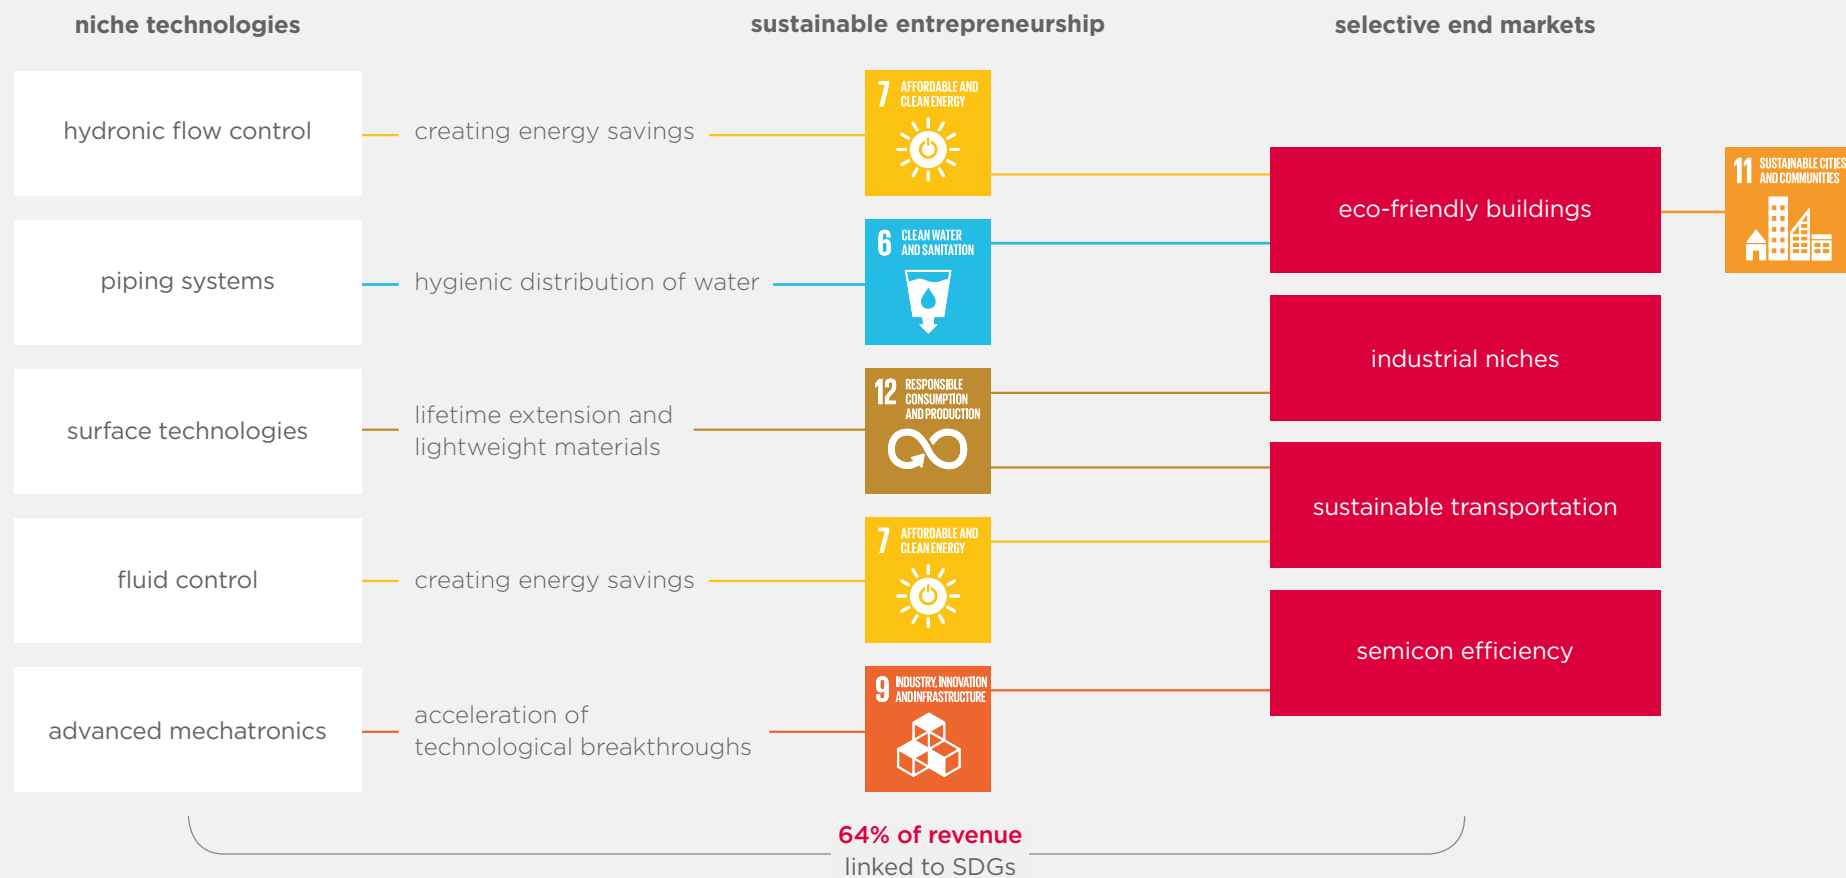 niche technologies
sustainable entrepreneurship
selective end markets
hydronic flow control
creating energy savings
7 AFFORDABLE AND
CLEAN ENERGY
eco-friendly buildings
11 SUSTAINABLE CITIES
AND COMMUNITIES
piping systems
hygienic distribution of water
6 CLEAN WATER
AND SANITATION
industrial niches
surface technologies
lifetime extension and
lightweight materials
12 RESPONSIBLE
CONSUMPTION
AND PRODUCTION
sustainable transportation
fluid control
creating energy savings
7 AFFORDABLE AND
CLEAN ENERGY
semicon efficiency
advanced mechatronics
acceleration of
technological breakthroughs
9 INDUSTRY, INNOVATION
AND INFRASTRUCTURE
64% of revenue
linked to SDGs